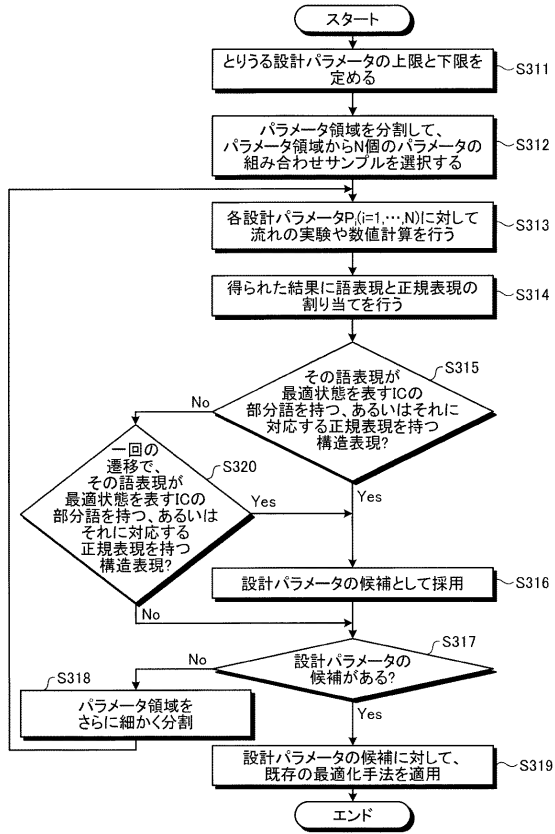 スタート
とりうる設計パラメータの上限と下限を
定める
S311
パラメータ領域を分割して、
パラメータ領域からN個のパラメータの
組み合わせサンプルを選択する
S312
各設計パラメータPi(i=1,…,N)に対して
流れの実験や数値計算を行う
S313
得られた結果に語表現と正規表現の
割り当てを行う
S314
その語表現が
最適状態を表すICの
部分語を持つ、あるいはそれに
対応する正規表現を持つ
構造表現?
S315
No
Yes
一回の
遷移で、
その語表現が
最適状態を表すICの
部分語を持つ、あるいは
それに対応する
正規表現を持つ
構造表現?
S320
Yes
No
設計パラメータの候補として採用
S316
設計パラメータの
候補がある?
S317
No
Yes
パラメータ領域を
さらに細かく分割
S318
設計パラメータの候補に対して、
既存の最適化手法を適用
S319
エンド